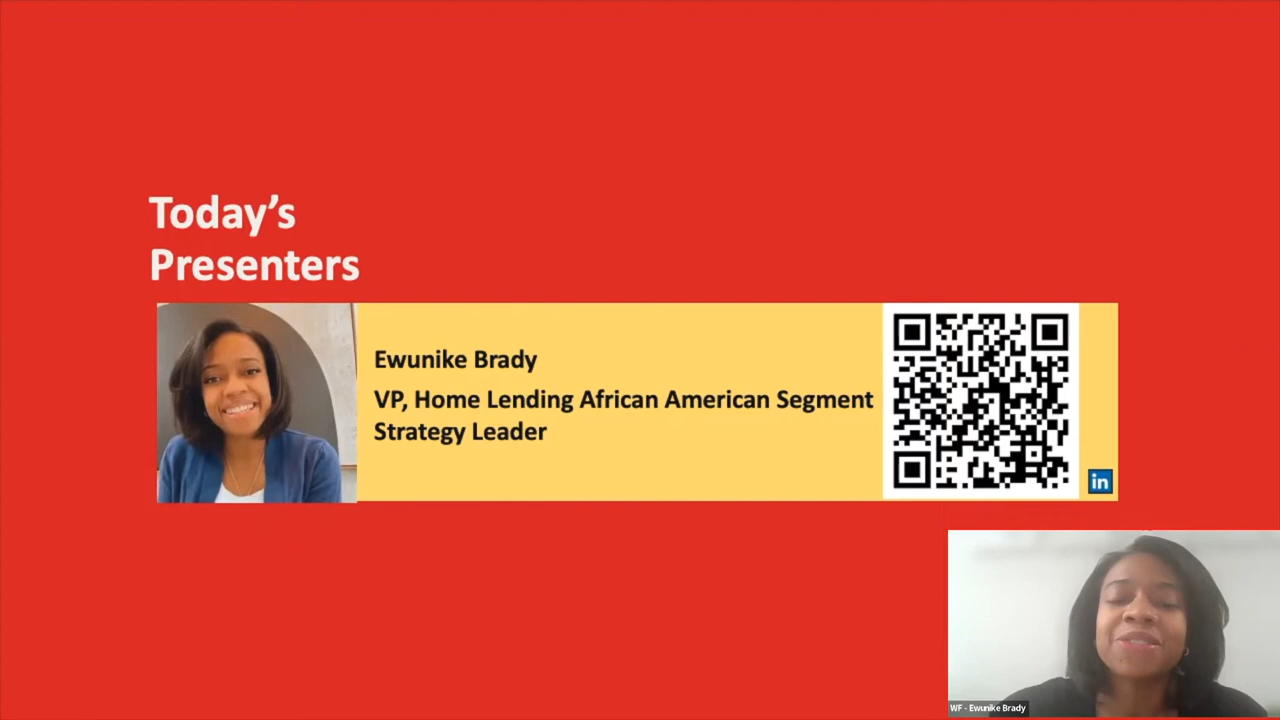 Today’s
Presenters
Ewunike Brady
VP, Home Lending African American Segment
Strategy Leader
in
WF - Ewunike Brady